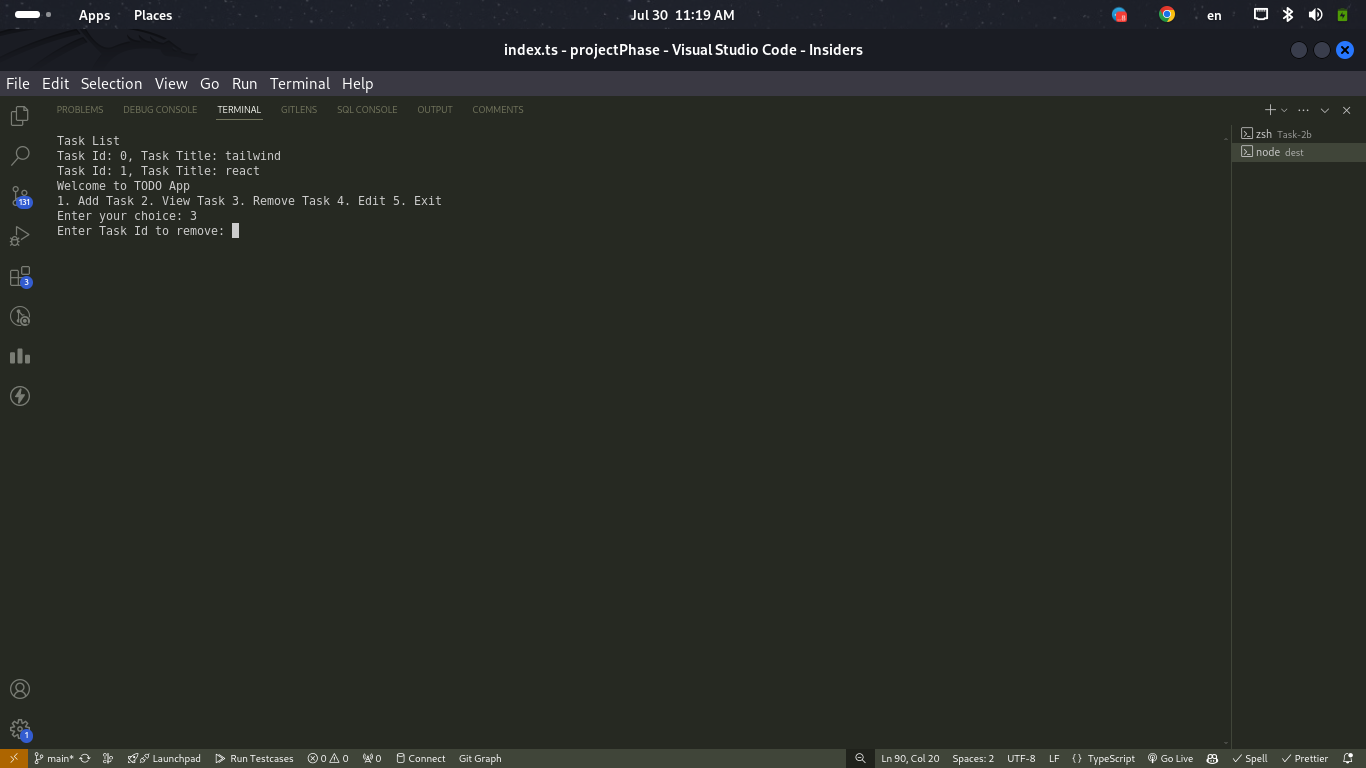 Apps Places Jul 30 11:19 AM en
index.ts - projectPhase - Visual Studio Code - Insiders
File Edit Selection View Go Run Terminal Help
PROBLEMS DEBUG CONSOLE TERMINAL GITLENS SQL CONSOLE OUTPUT COMMENTS
Task List
Task Id: 0, Task Title: tailwind
Task Id: 1, Task Title: react
Welcome to TODO App
1. Add Task 2. View Task 3. Remove Task 4. Edit 5. Exit
Enter your choice: 3
Enter Task Id to remove:
zsh Task-2b
node dest
131
3
1
main* Launchpad Run Testcases 0 0 0 Connect Git Graph Ln 90, Col 20 Spaces: 2 UTF-8 LF { } TypeScript Go Live Spell Prettier